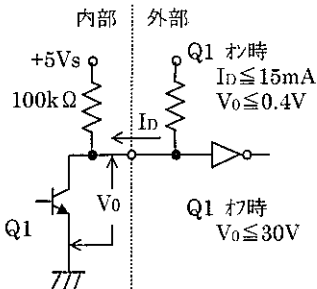 内部
外部
+5Vs
100kΩ
ID
Q1 オン時
ID≦15mA
V0≦0.4V
Q1
V0
Q1 オフ時
V0≦30V